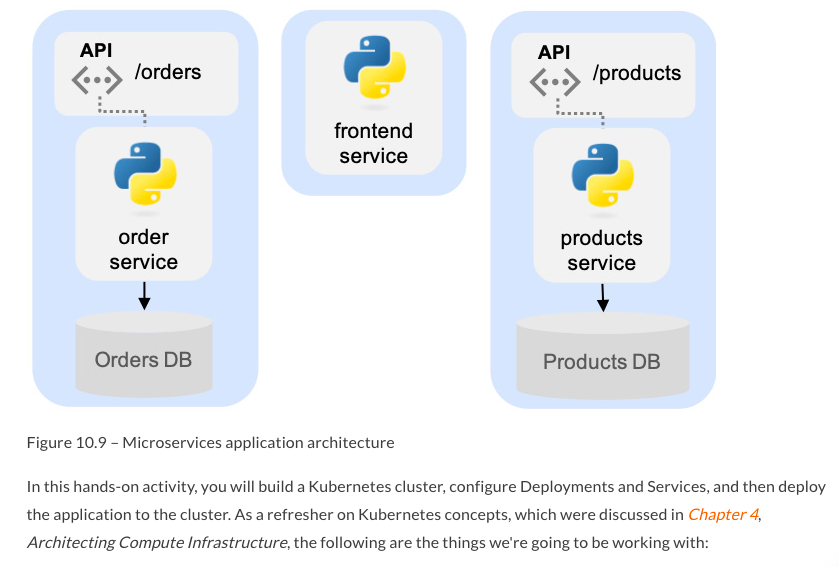 API
/orders
order
service
Orders DB
frontend
service
API
/products
products
service
Products DB
Figure 10.9 – Microservices application architecture
In this hands-on activity, you will build a Kubernetes cluster, configure Deployments and Services, and then deploy
the application to the cluster. As a refresher on Kubernetes concepts, which were discussed in Chapter 4,
Architecting Compute Infrastructure, the following are the things we're going to be working with: